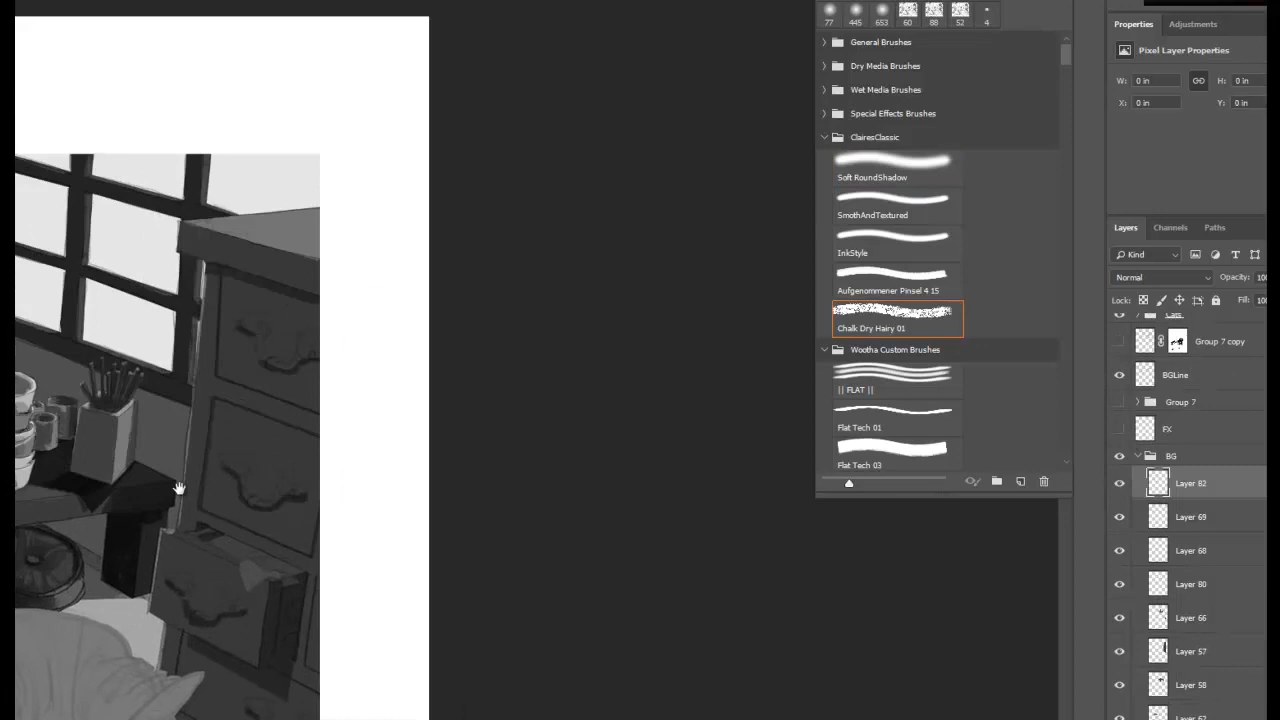 77 445 653 60 88 52 4
General Brushes
Dry Media Brushes
Wet Media Brushes
Special Effects Brushes
ClairesClassic
Soft RoundShadow
SmothAndTextured
InkStyle
Aufgenommener Pinsel 4 15
Chalk Dry Hairy 01
Wootha Custom Brushes
|| FLAT ||
Flat Tech 01
Flat Tech 03
Properties Adjustments
Pixel Layer Properties
W: 0 in H: 0 in
X: 0 in Y: 0 in
Layers Channels Paths
Kind
Normal Opacity: 100
Lock: Fill: 100
Cats
Group 7 copy
BGLine
Group 7
FX
BG
Layer 82
Layer 69
Layer 68
Layer 80
Layer 66
Layer 57
Layer 58